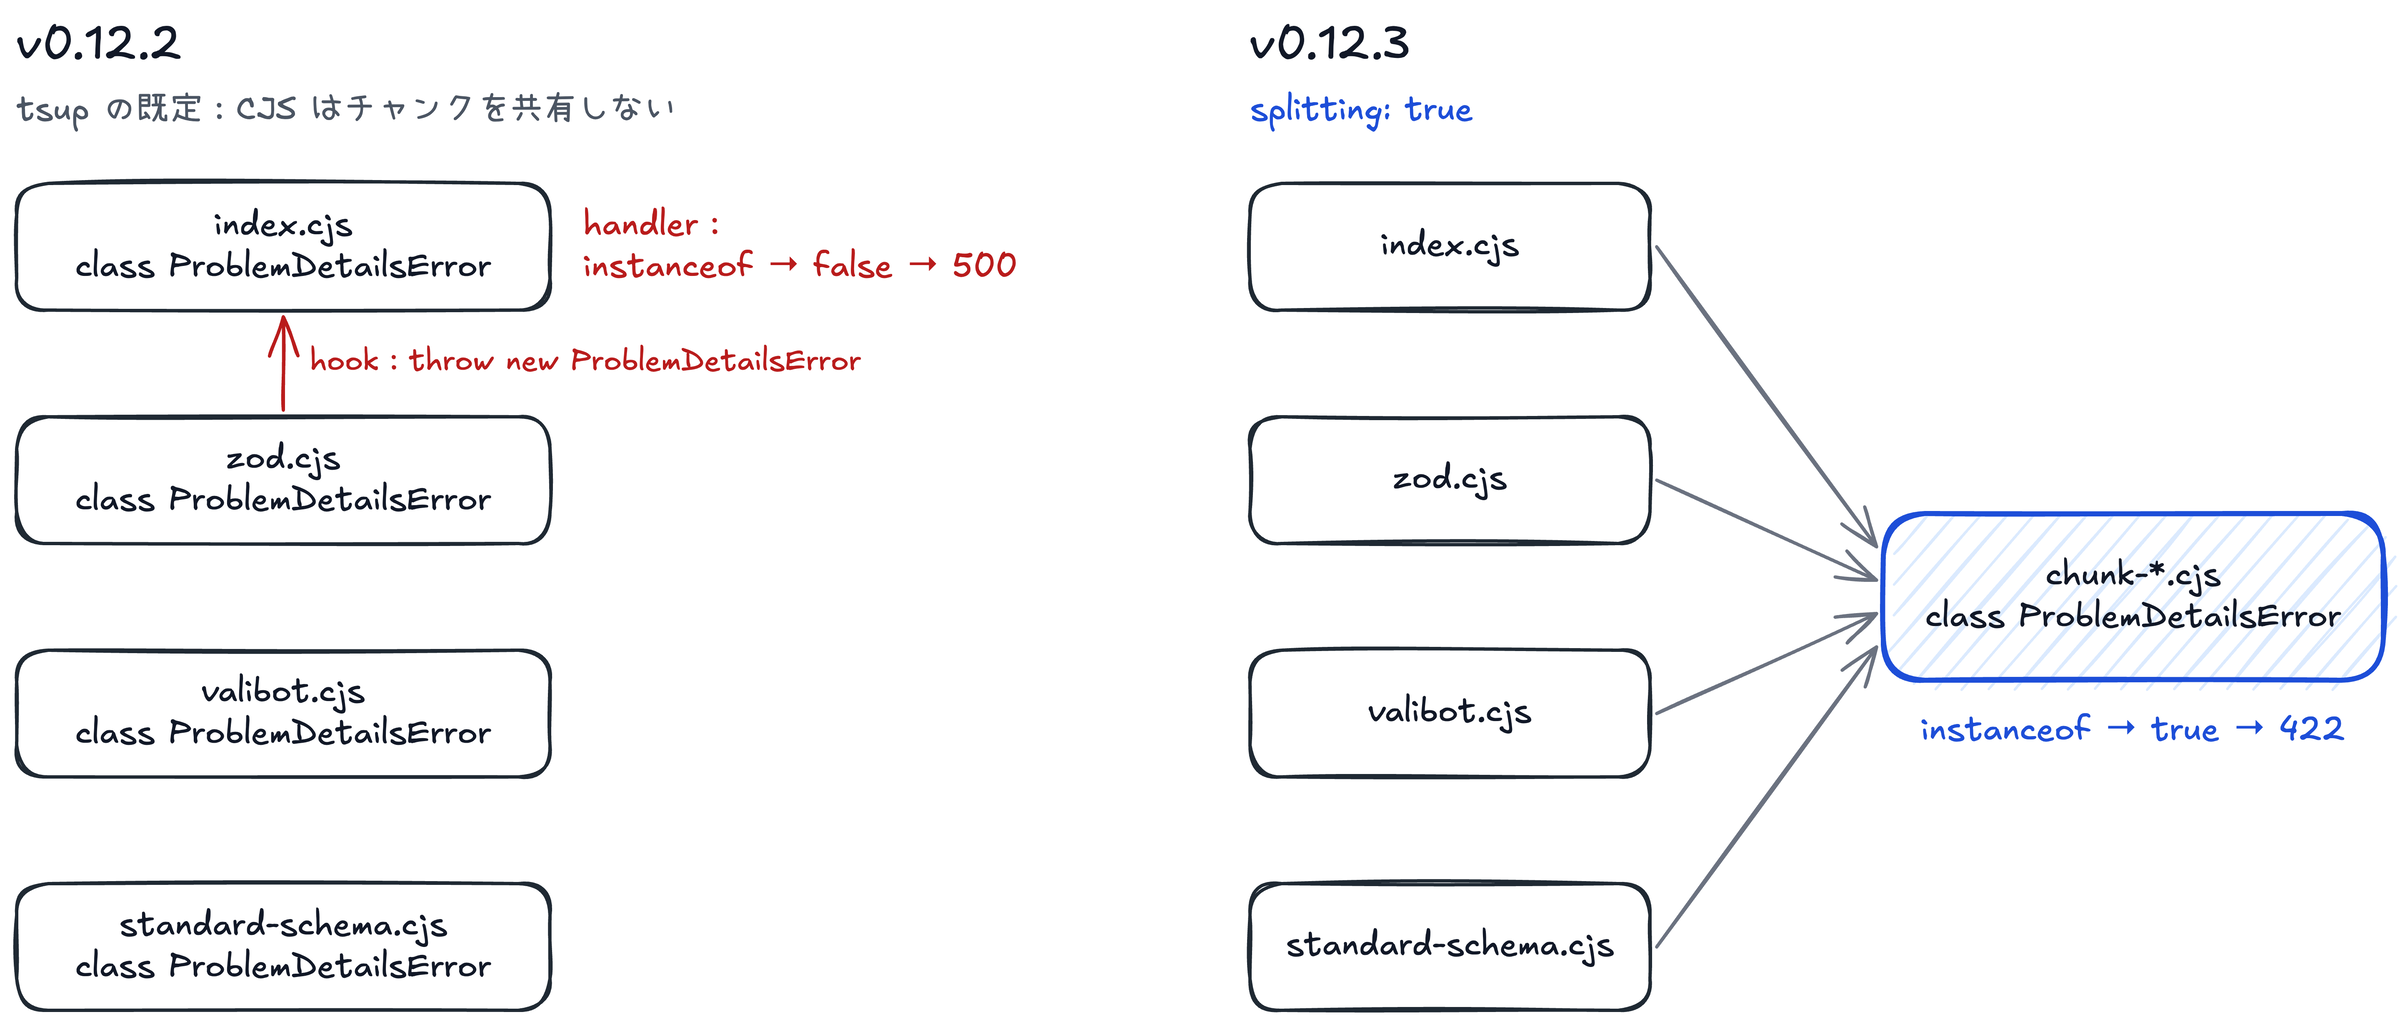 v0.12.2
tsup の既定：CJS はチャンクを共有しない
index.cjs
class ProblemDetailsError
handler：
instanceof → false → 500
hook：throw new ProblemDetailsError
zod.cjs
class ProblemDetailsError
valibot.cjs
class ProblemDetailsError
standard-schema.cjs
class ProblemDetailsError
v0.12.3
splitting: true
index.cjs
zod.cjs
valibot.cjs
standard-schema.cjs
chunk-*.cjs
class ProblemDetailsError
instanceof → true → 422